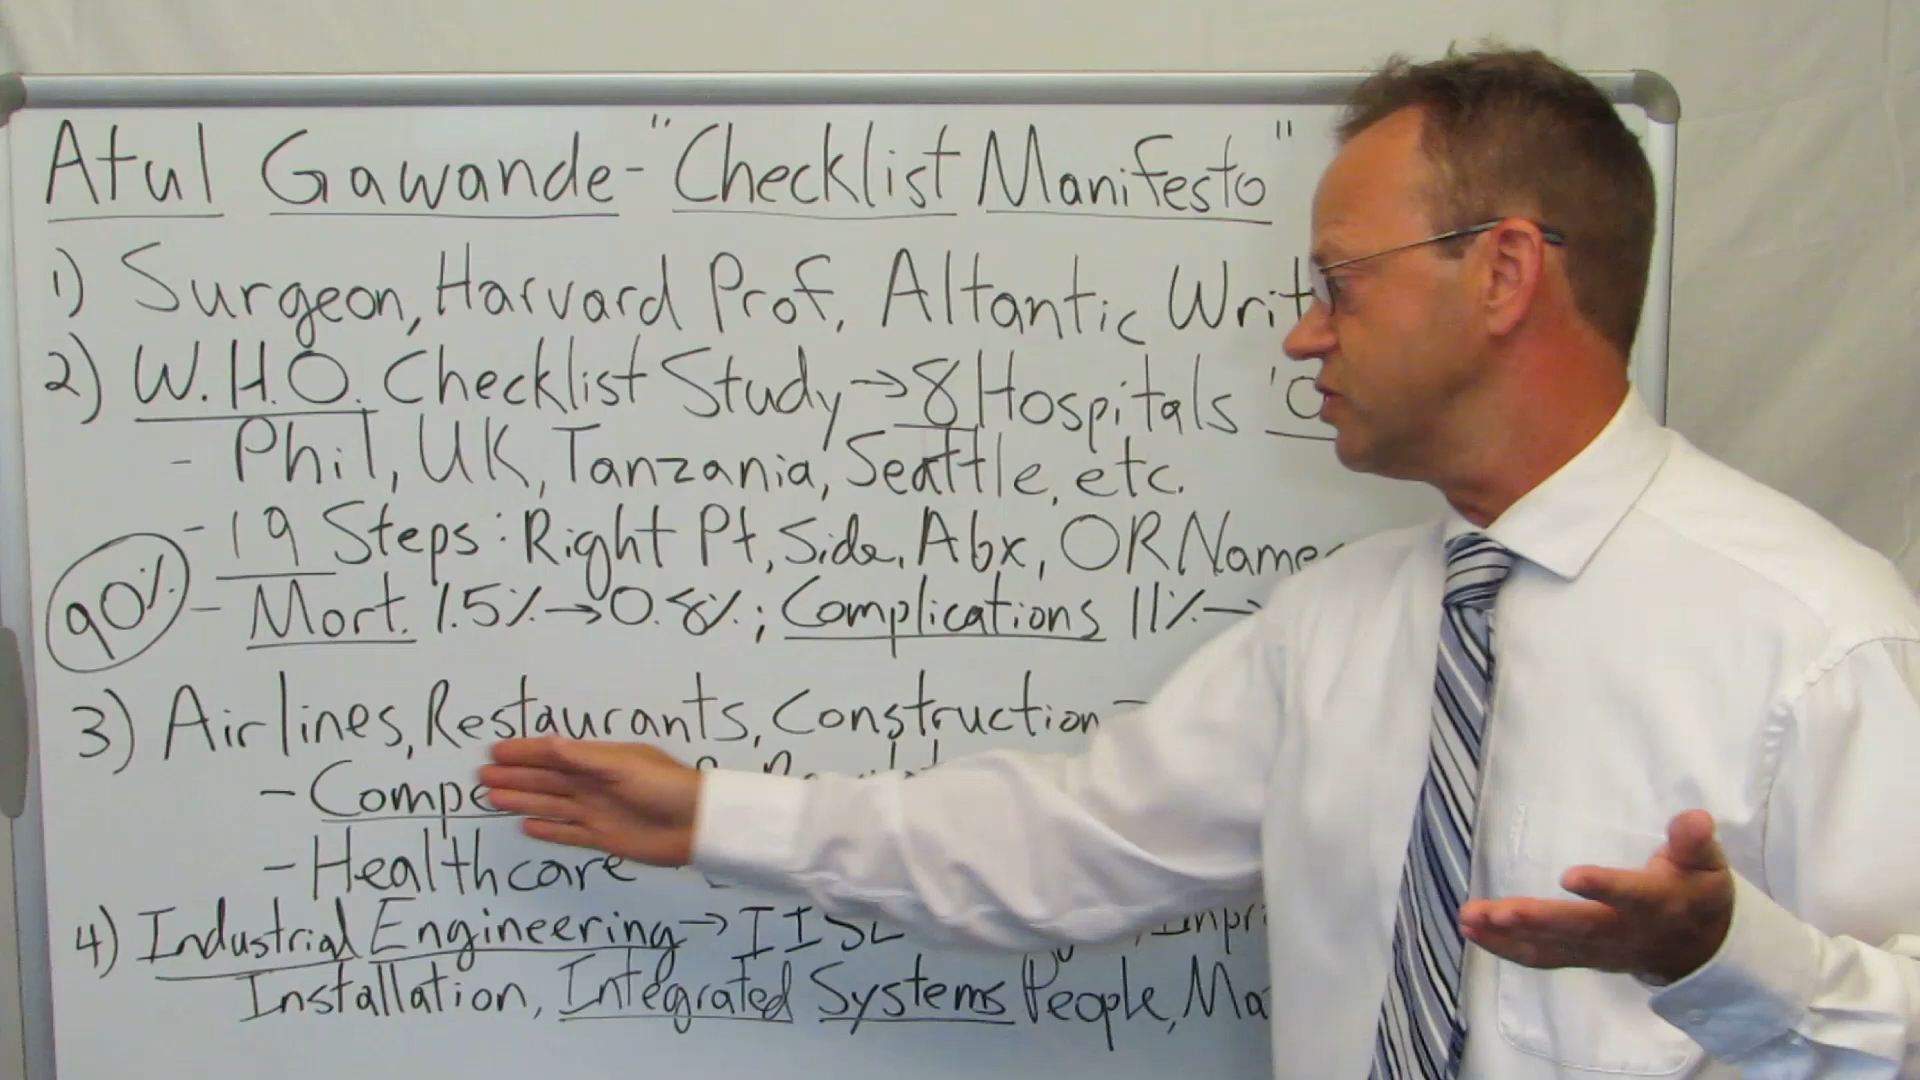 Atul Gawande - "Checklist Manifesto"
1) Surgeon, Harvard Prof, Altantic Writ
2) W.H.O. Checklist Study → 8 Hospitals '0
- Phil, UK, Tanzania, Seattle, etc.
- 19 Steps: Right Pt, Side, Abx, OR Name
90% - Mort. 1.5% → 0.8%; Complications 11% →
3) Airlines, Restaurants, Construction -
- Compe
- Healthcare -
4) Industrial Engineering → IISE
Installation, Integrated Systems People, Ma